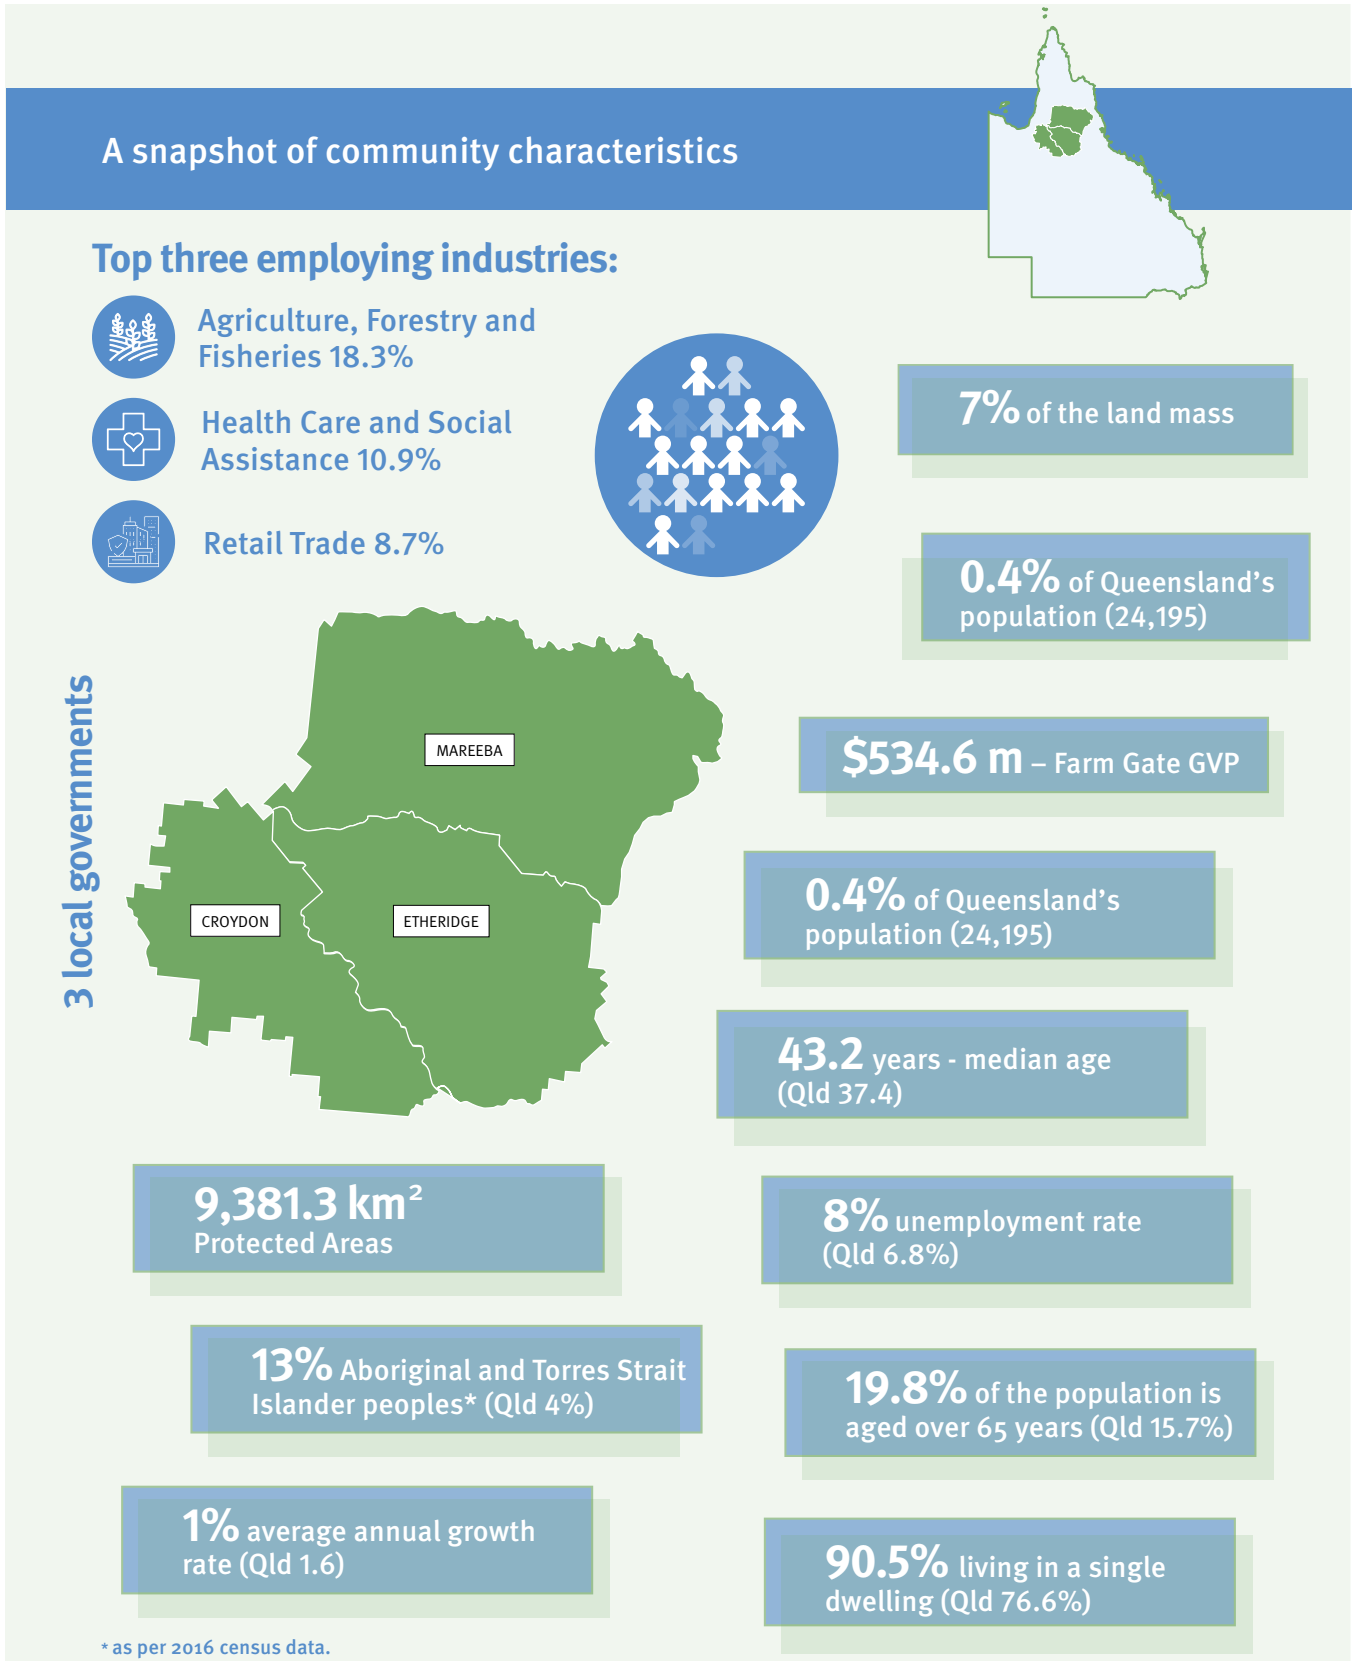 A snapshot of community characteristics
Top three employing industries:
Agriculture, Forestry and
Fisheries 18.3%
Health Care and Social
Assistance 10.9%
Retail Trade 8.7%
7% of the land mass
0.4% of Queensland's
population (24,195)
3 local governments
MAREEBA
CROYDON
ETHERIDGE
$534.6 m – Farm Gate GVP
0.4% of Queensland's
population (24,195)
43.2 years - median age
(Qld 37.4)
9,381.3 km²
Protected Areas
8% unemployment rate
(Qld 6.8%)
13% Aboriginal and Torres Strait
Islander peoples* (Qld 4%)
19.8% of the population is
aged over 65 years (Qld 15.7%)
1% average annual growth
rate (Qld 1.6)
90.5% living in a single
dwelling (Qld 76.6%)
* as per 2016 census data.